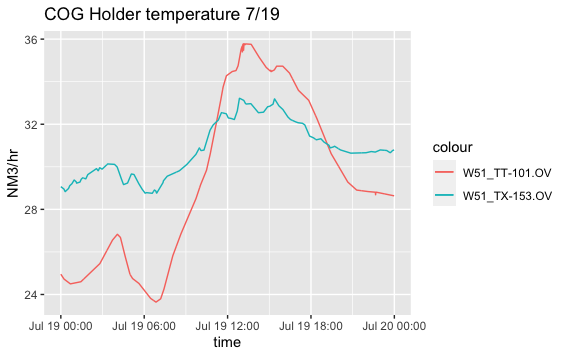 COG Holder temperature 7/19
36
32
28
24
NM3/hr
Jul 19 00:00 Jul 19 06:00 Jul 19 12:00 Jul 19 18:00 Jul 20 00:00
time
colour
W51_TT-101.OV
W51_TX-153.OV